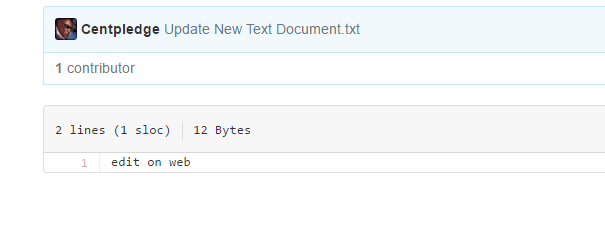 Centpledge Update New Text Document.txt
1 contributor
2 lines (1 sloc) 12 Bytes
1 edit on web